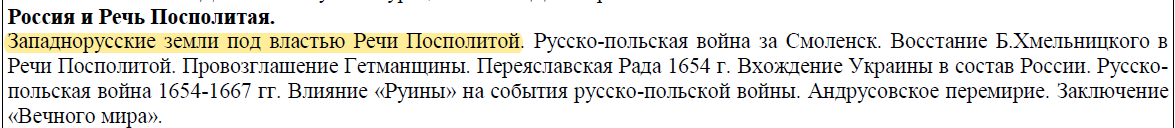 Россия и Речь Посполитая.
Западнорусские земли под властью Речи Посполитой. Русско-польская война за Смоленск. Восстание Б.Хмельницкого в
Речи Посполитой. Провозглашение Гетманщины. Переяславская Рада 1654 г. Вхождение Украины в состав России. Русско-
польская война 1654-1667 гг. Влияние «Руины» на события русско-польской войны. Андрусовское перемирие. Заключение
«Вечного мира».